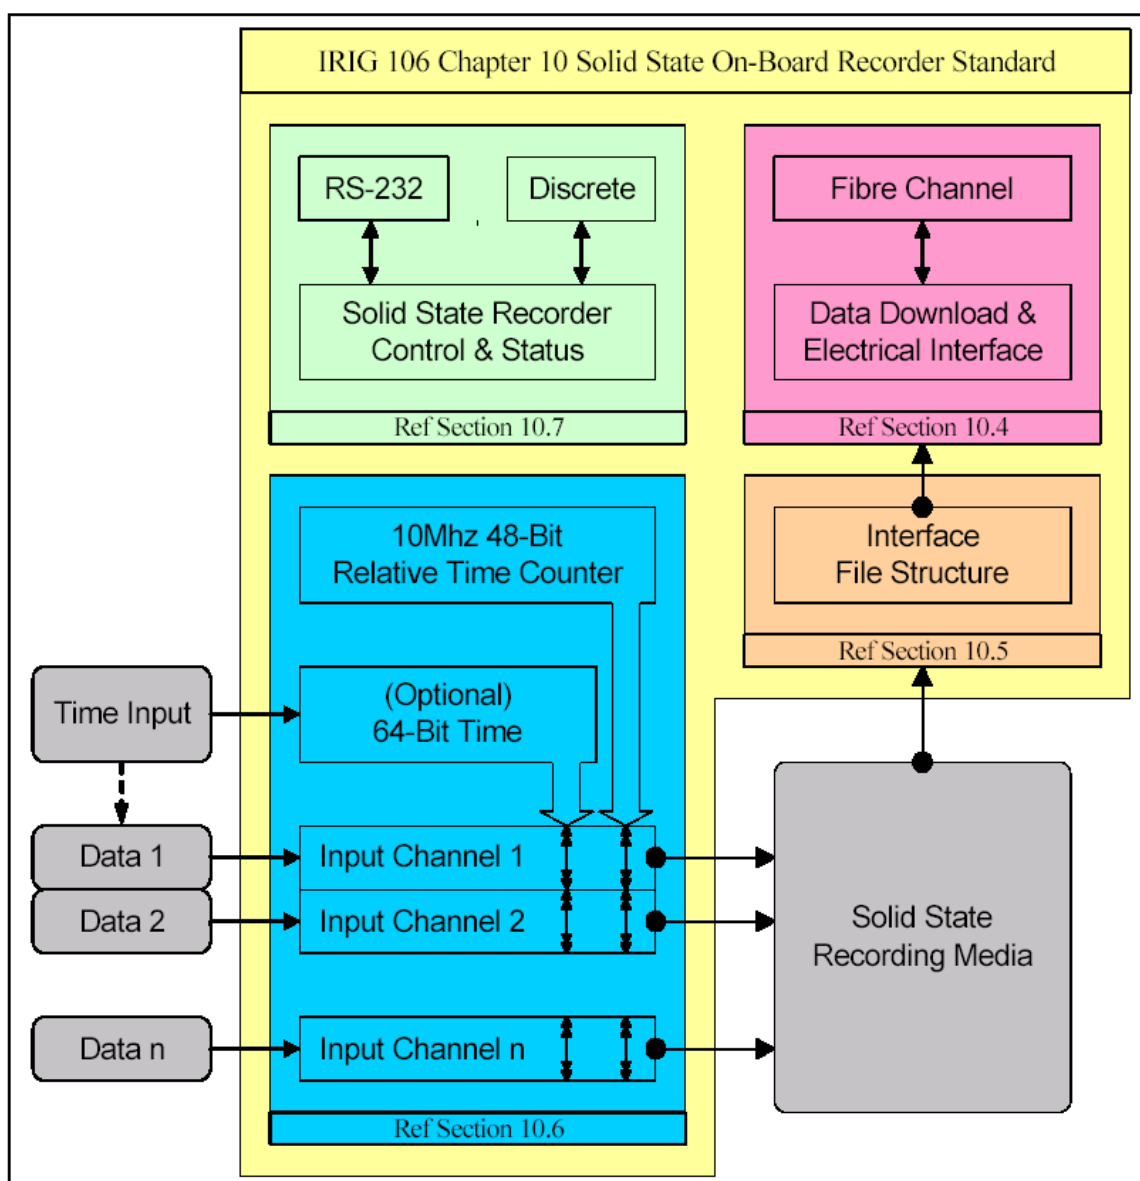 IRIG 106 Chapter 10 Solid State On-Board Recorder Standard
RS-232
Discrete
Solid State Recorder
Control & Status
Ref Section 10.7
Fibre Channel
Data Download &
Electrical Interface
Ref Section 10.4
10Mhz 48-Bit
Relative Time Counter
Interface
File Structure
Ref Section 10.5
Time Input
(Optional)
64-Bit Time
Data 1
Input Channel 1
Data 2
Input Channel 2
Solid State
Recording Media
Data n
Input Channel n
Ref Section 10.6